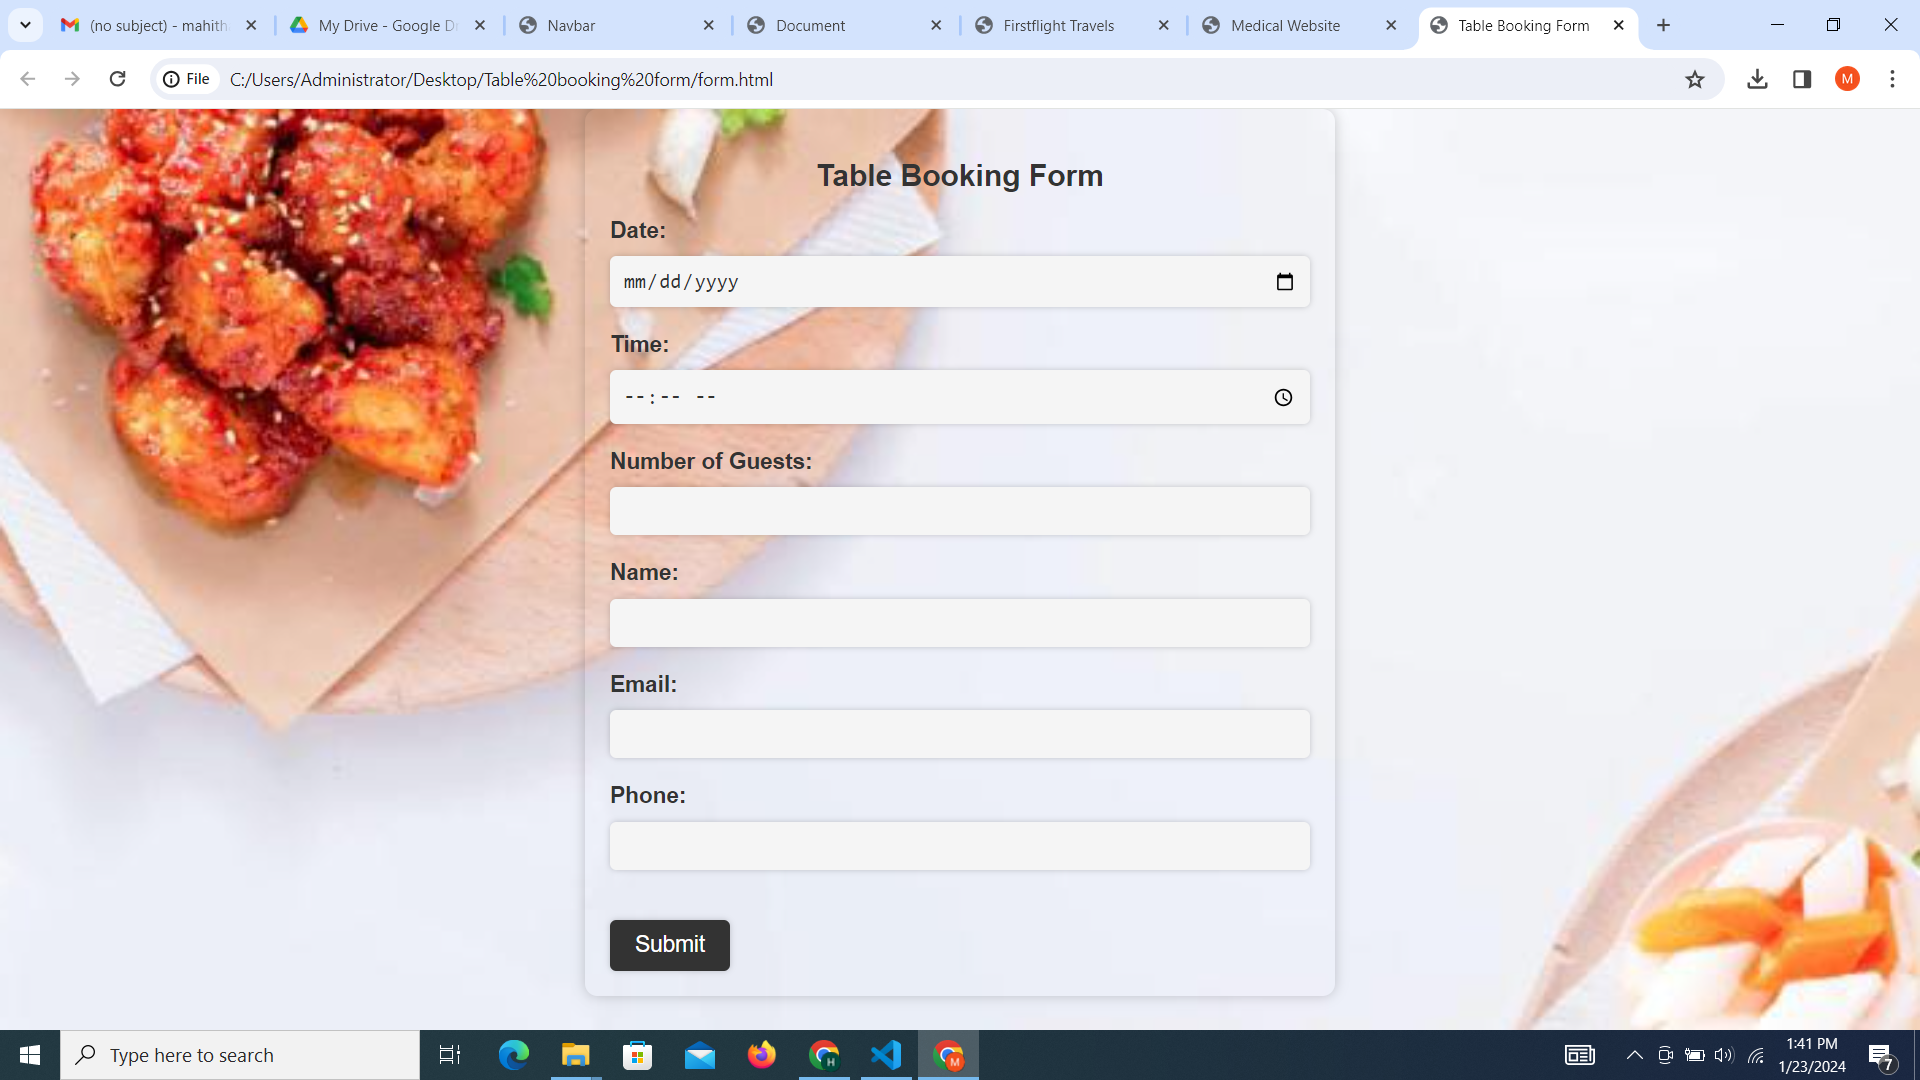 (no subject) - mahith
My Drive - Google Dr
Navbar
Document
Firstflight Travels
Medical Website
Table Booking Form
File
C:/Users/Administrator/Desktop/Table%20booking%20form/form.html
M
Table Booking Form
Date:
mm/dd/yyyy
Time:
--:-- --
Number of Guests:
Name:
Email:
Phone:
Submit
Type here to search
H
M
1:41 PM
1/23/2024
7